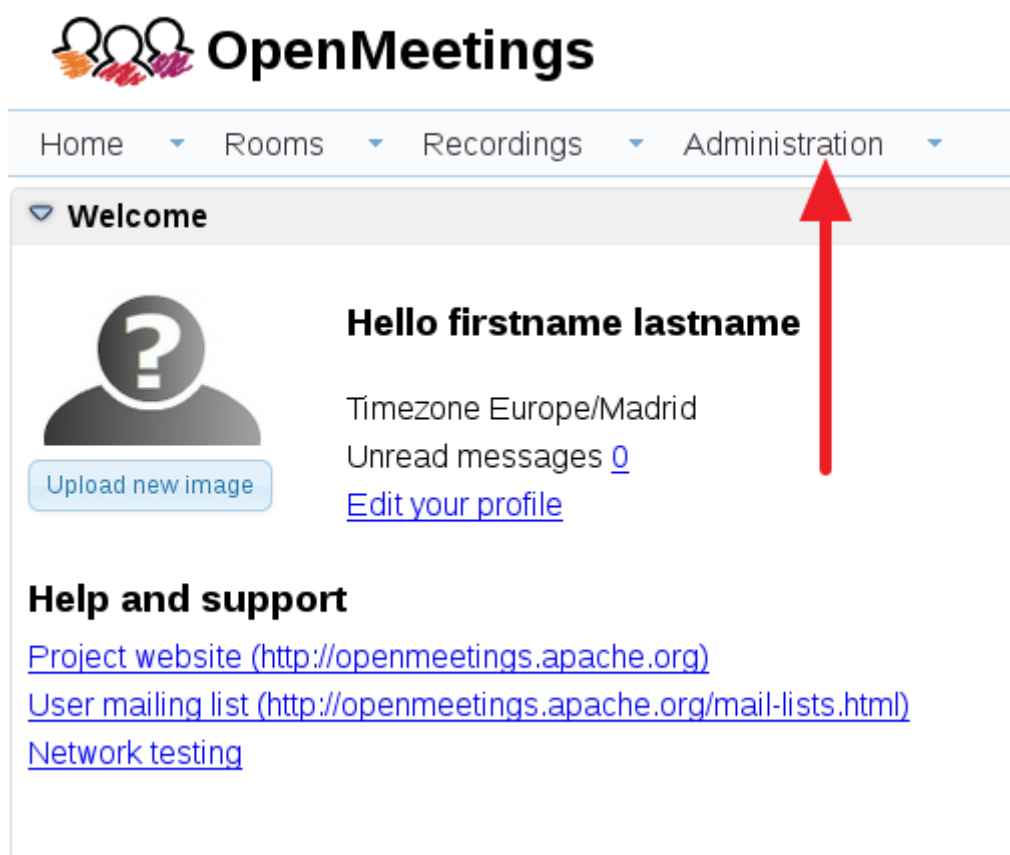 OpenMeetings
Home Rooms Recordings Administration
Welcome
Hello firstname lastname
Timezone Europe/Madrid
Unread messages 0
Edit your profile
Upload new image
Help and support
Project website (http://openmeetings.apache.org)
User mailing list (http://openmeetings.apache.org/mail-lists.html)
Network testing